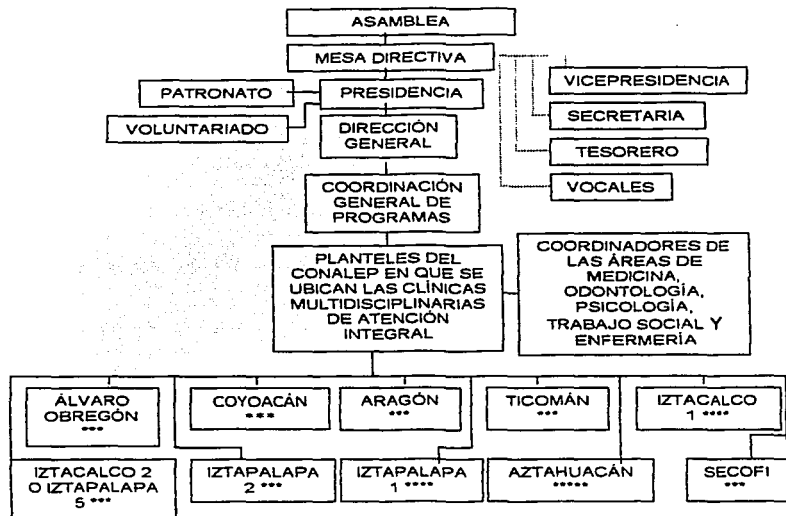 ASAMBLEA
MESA DIRECTIVA
PATRONATO
PRESIDENCIA
VICEPRESIDENCIA
VOLUNTARIADO
DIRECCIÓN
GENERAL
SECRETARIA
TESORERO
VOCALES
COORDINACIÓN
GENERAL DE
PROGRAMAS
PLANTELES DEL
CONALEP EN QUE SE
UBICAN LAS CLÍNICAS
MULTIDISCIPLINARIAS
DE ATENCIÓN
INTEGRAL
COORDINADORES DE
LAS ÁREAS DE
MEDICINA,
ODONTOLOGÍA,
PSICOLOGÍA,
TRABAJO SOCIAL Y
ENFERMERÍA
ÁLVARO
OBREGÓN
***
COYOACÁN
***
ARAGÓN
***
TICOMÁN
***
IZTACALCO
1 ****
IZTACALCO 2
O IZTAPALAPA
5 ***
IZTAPALAPA
2 ***
IZTAPALAPA
1 ****
AZTAHUACÁN
*****
SECOFI
***